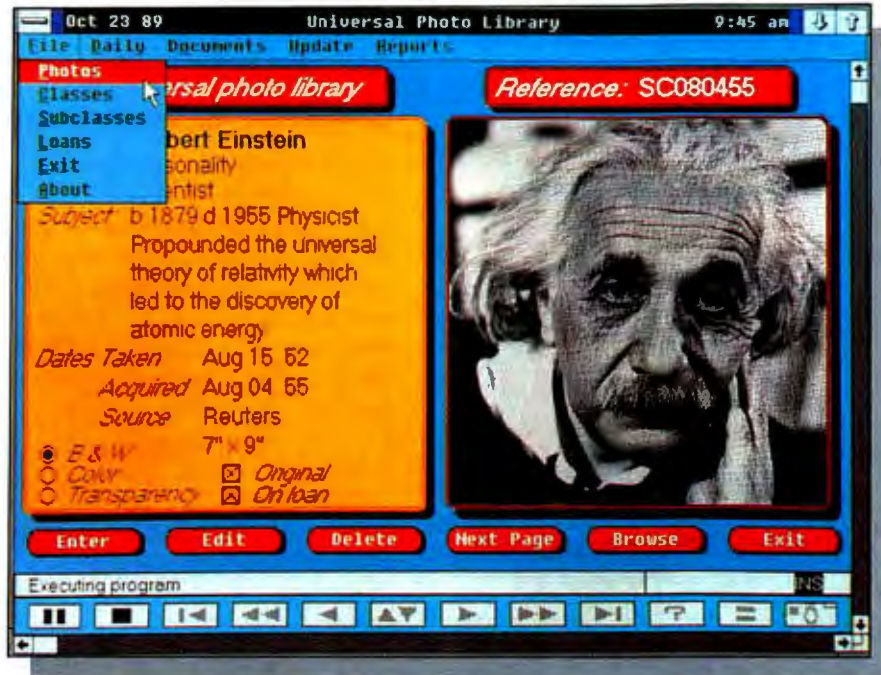 Oct 23 89 Universal Photo Library 9:45 am
File Daily Documents Update Reports
Photos
Classes
Subclasses
Loans
Exit
About
rsal photo library
Reference: SC080455
bert Einstein
sonality
entist
Subject b 1879 d 1955 Physicist
Propounded the universal
theory of relativity which
led to the discovery of
atomic energy
Dates Taken Aug 15 52
Acquired Aug 04 55
Source Reuters
7" x 9"
B & W
Color Original
Transparency On loan
Enter Edit Delete Next Page Browse Exit
Executing program INS